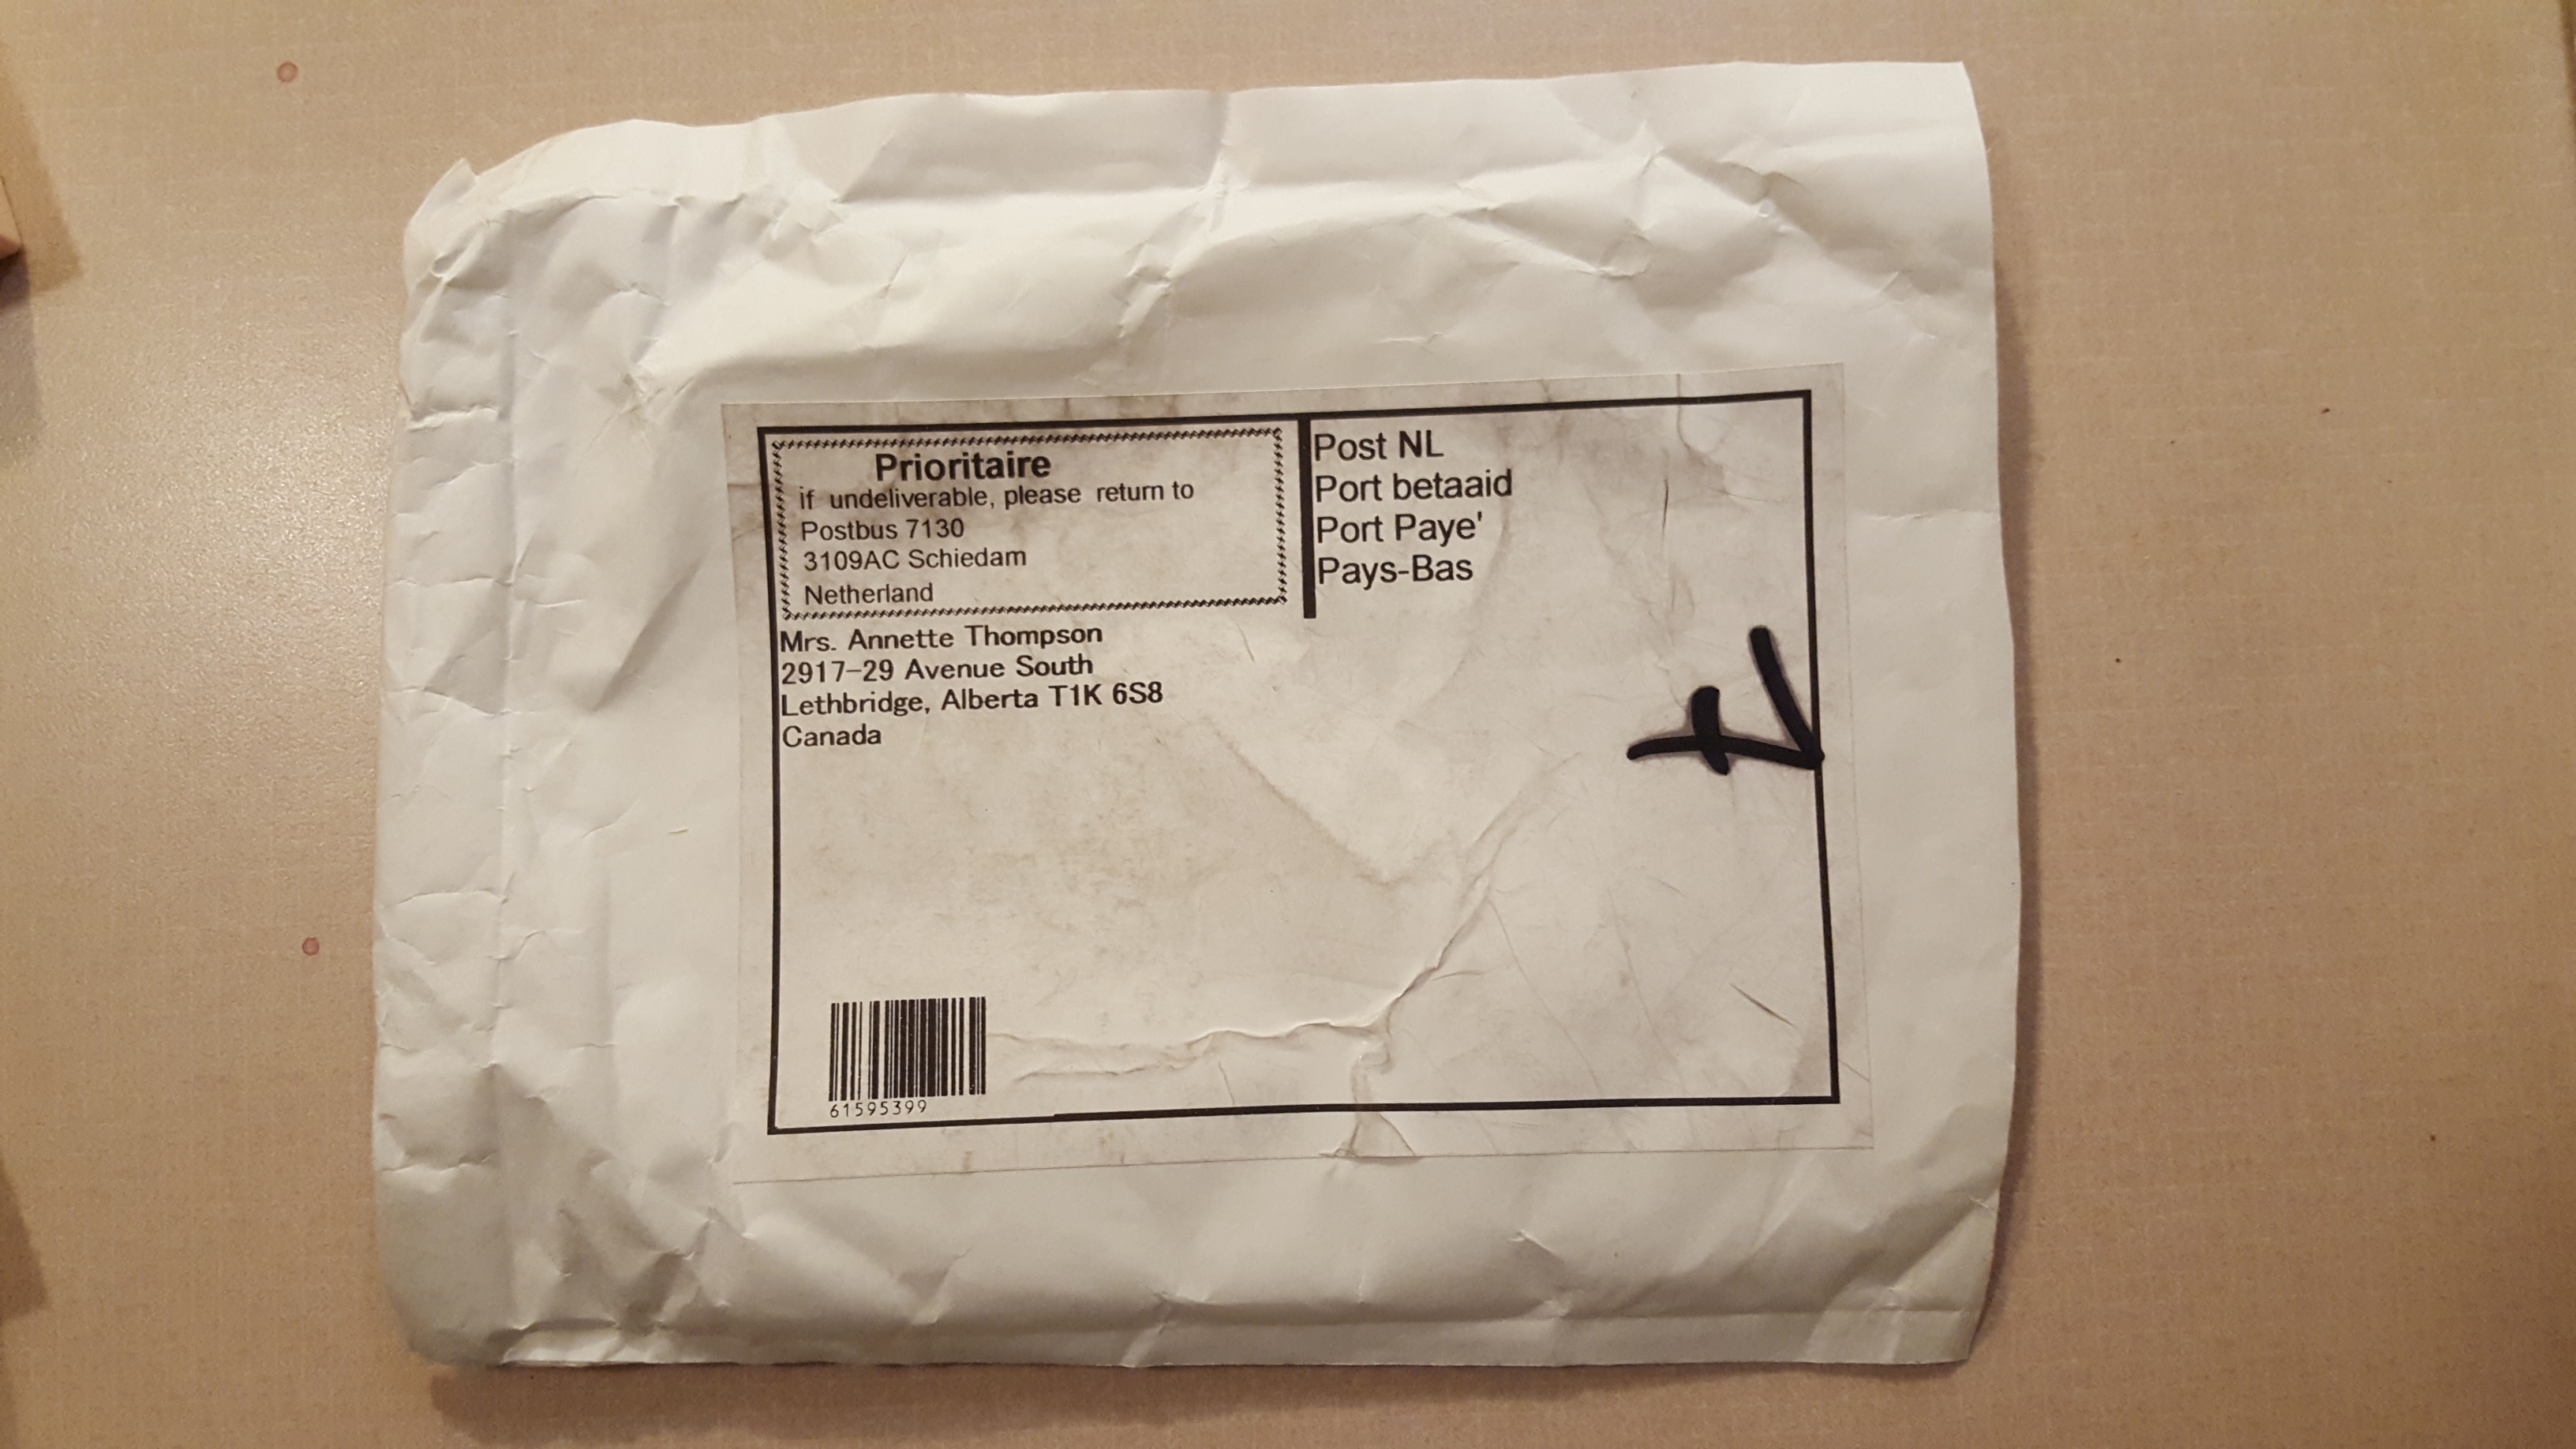 Prioritaire
if undeliverable, please return to
Postbus 7130
3109AC Schiedam
Netherland
Post NL
Port betaaid
Port Paye'
Pays-Bas
Mrs. Annette Thompson
2917-29 Avenue South
Lethbridge, Alberta T1K 6S8
Canada
61595399